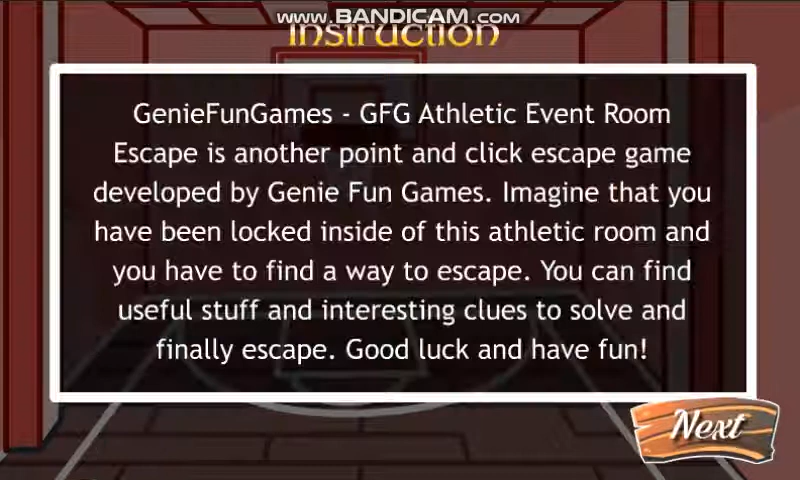 www.BANDICAM.com
Instruction
GenieFunGames - GFG Athletic Event Room
Escape is another point and click escape game
developed by Genie Fun Games. Imagine that you
have been locked inside of this athletic room and
you have to find a way to escape. You can find
useful stuff and interesting clues to solve and
finally escape. Good luck and have fun!
Next